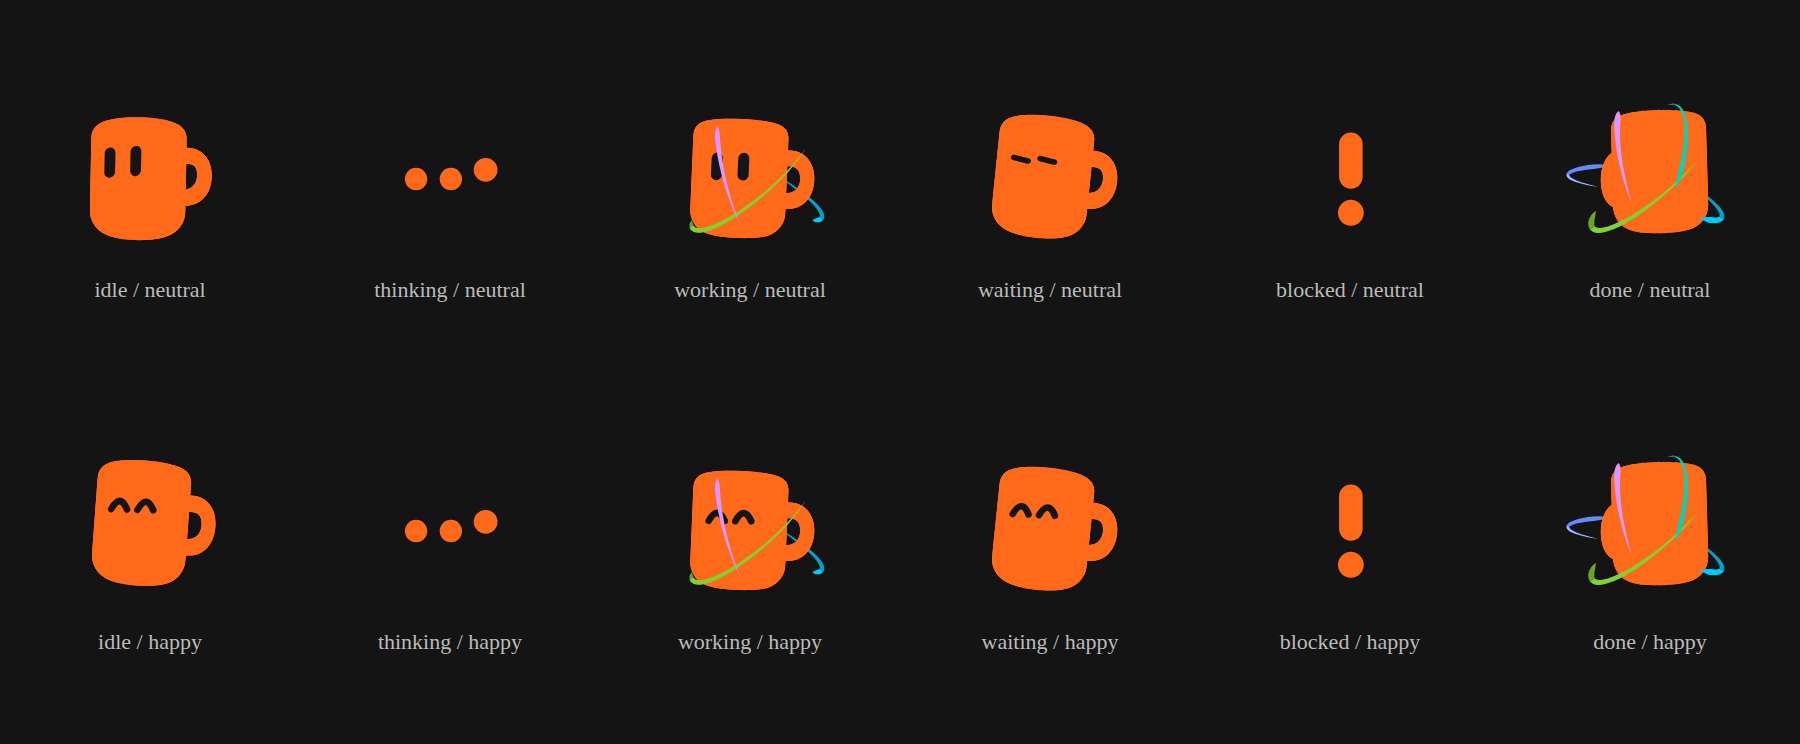 idle / neutral
thinking / neutral
working / neutral
waiting / neutral
blocked / neutral
done / neutral
idle / happy
thinking / happy
working / happy
waiting / happy
blocked / happy
done / happy